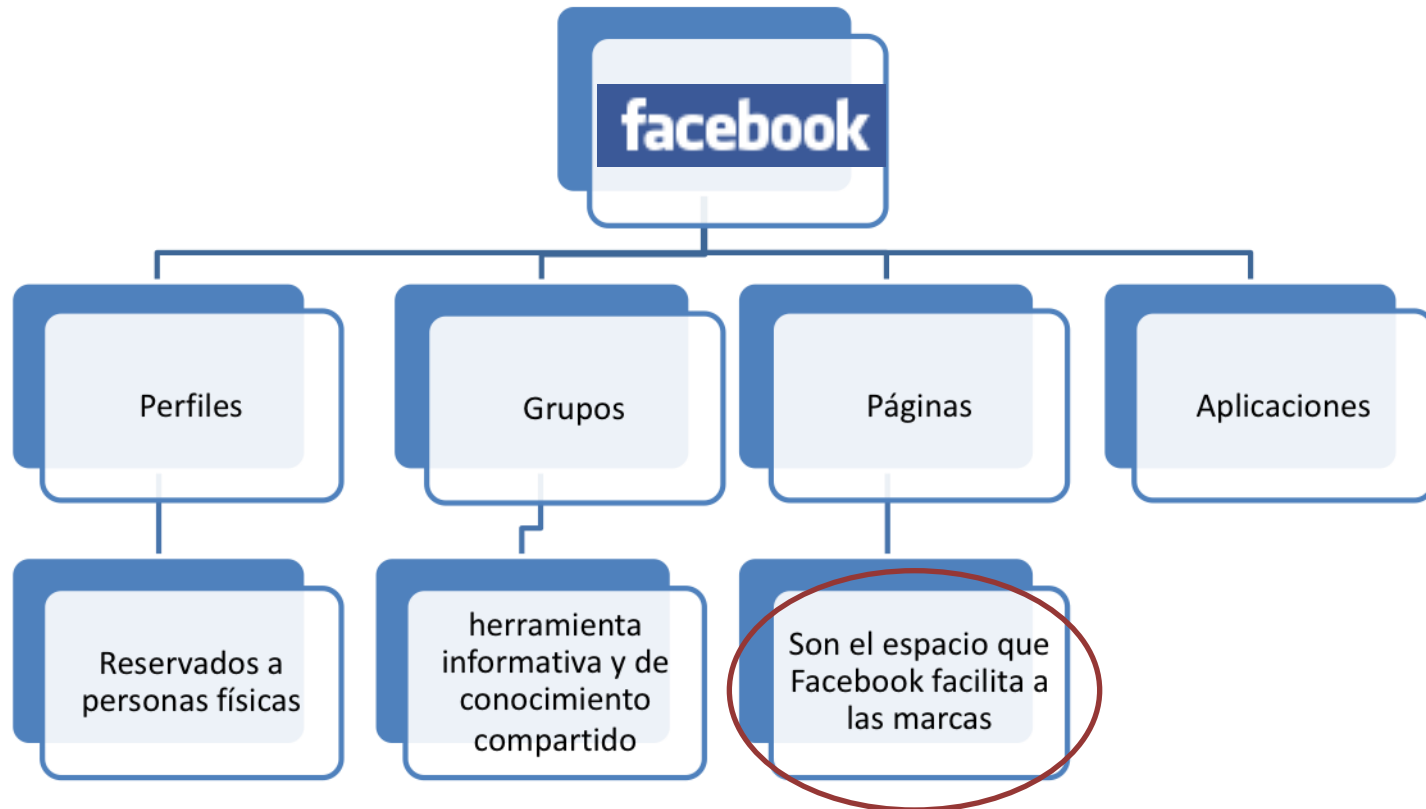 facebook
Perfiles
Grupos
Páginas
Aplicaciones
Reservados a
personas físicas
herramienta
informativa y de
conocimiento
compartido
Son el espacio que
Facebook facilita a
las marcas